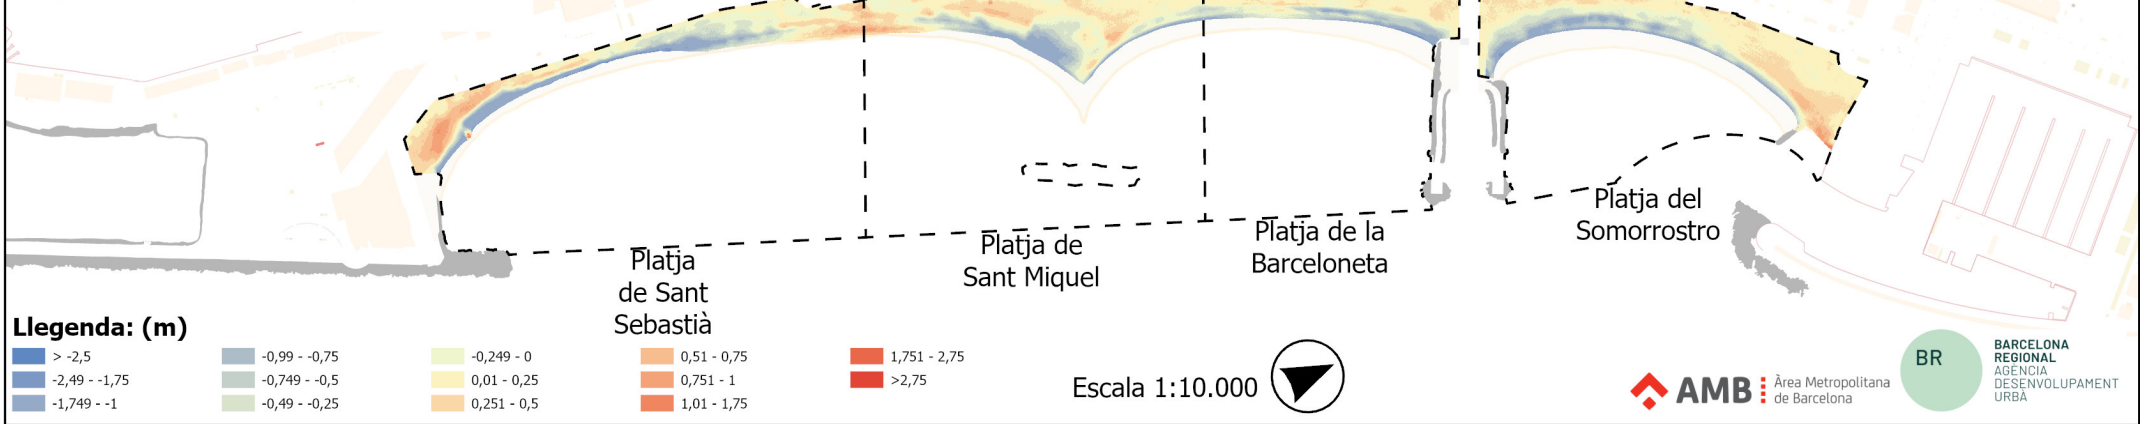 Platja
de Sant
Sebastià
Platja de
Sant Miquel
Platja de la
Barceloneta
Platja del
Somorrostro
Llegenda: (m)
> -2,5
-2,49 - -1,75
-1,749 - -1
-0,99 - -0,75
-0,749 - -0,5
-0,49 - -0,25
-0,249 - 0
0,01 - 0,25
0,251 - 0,5
0,51 - 0,75
0,751 - 1
1,01 - 1,75
1,751 - 2,75
>2,75
Escala 1:10.000
AMB
Àrea Metropolitana
de Barcelona
BR
BARCELONA
REGIONAL
AGÈNCIA
DESENVOLUPAMENT
URBÀ